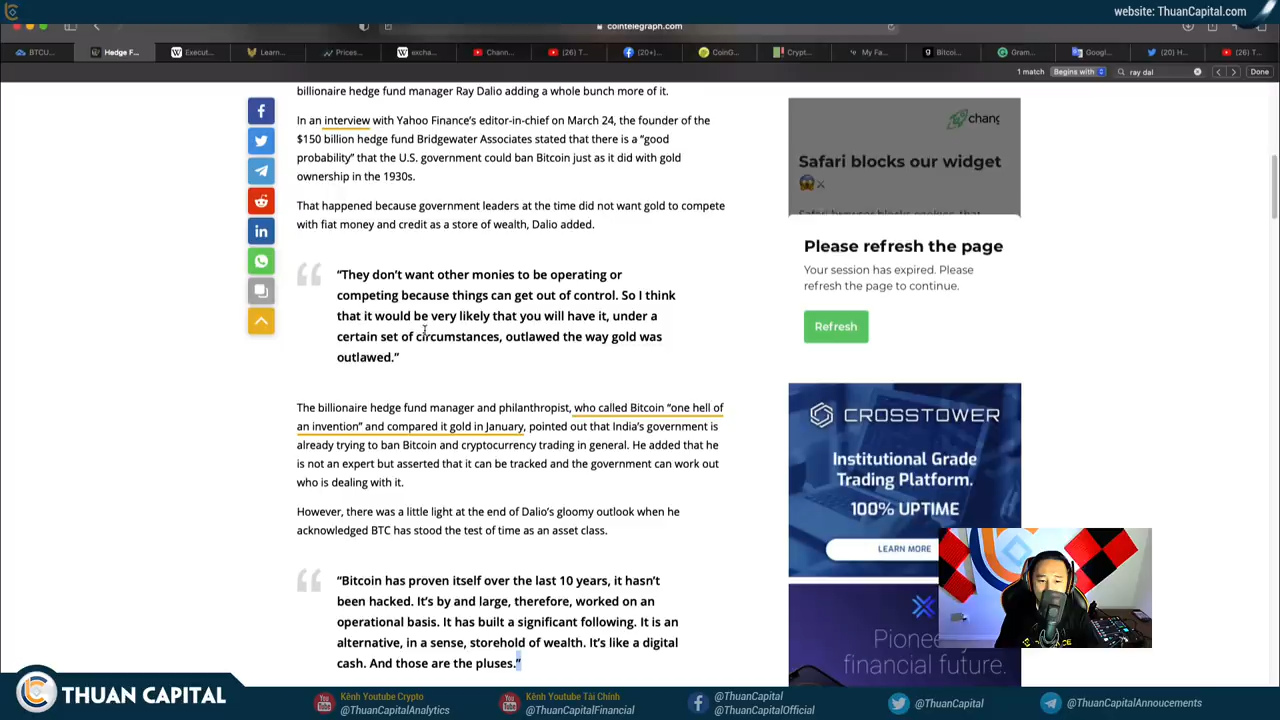 website: ThuanCapital.com
cointelegraph.com
BTCU...
Hedge F...
Execut...
Learn...
Prices...
excha...
Chann...
(26) T...
(20+)...
CoinG...
Crypt...
My Fa...
Bitcoi...
Gram...
Googl...
(20) H...
(26) T...
1 match
Begins with
ray dal
Done
billionaire hedge fund manager Ray Dalio adding a whole bunch more of it.
In an interview with Yahoo Finance's editor-in-chief on March 24, the founder of the
$150 billion hedge fund Bridgewater Associates stated that there is a "good
probability" that the U.S. government could ban Bitcoin just as it did with gold
ownership in the 1930s.
That happened because government leaders at the time did not want gold to compete
with fiat money and credit as a store of wealth, Dalio added.
"They don't want other monies to be operating or
competing because things can get out of control. So I think
that it would be very likely that you will have it, under a
certain set of circumstances, outlawed the way gold was
outlawed."
The billionaire hedge fund manager and philanthropist, who called Bitcoin "one hell of
an invention" and compared it gold in January, pointed out that India's government is
already trying to ban Bitcoin and cryptocurrency trading in general. He added that he
is not an expert but asserted that it can be tracked and the government can work out
who is dealing with it.
However, there was a little light at the end of Dalio's gloomy outlook when he
acknowledged BTC has stood the test of time as an asset class.
"Bitcoin has proven itself over the last 10 years, it hasn't
been hacked. It's by and large, therefore, worked on an
operational basis. It has built a significant following. It is an
alternative, in a sense, storehold of wealth. It's like a digital
cash. And those are the pluses."
chang
Safari blocks our widget
Safari browser blocks cookies that
Please refresh the page
Your session has expired. Please
refresh the page to continue.
Refresh
CROSSTOWER
Institutional Grade
Trading Platform.
100% UPTIME
LEARN MORE
financial future.
THUAN CAPITAL
Kênh Youtube Crypto
@ThuanCapitalAnalytics
Kênh Youtube Tài Chính
@ThuanCapitalFinancial
@ThuanCapital
@ThuanCapitalOfficial
@ThuanCapital
@ThuanCapitalAnnoucements